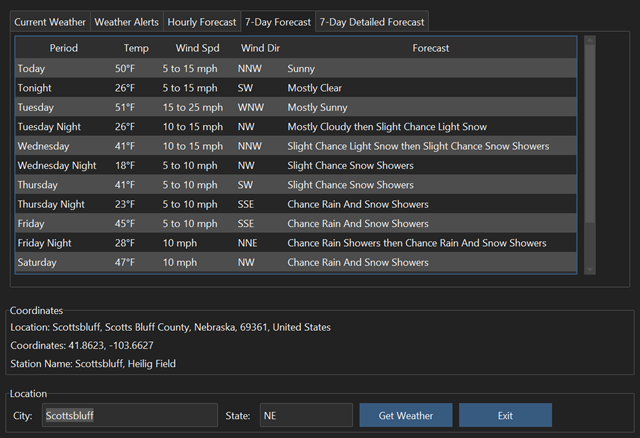 Current Weather Weather Alerts Hourly Forecast 7-Day Forecast 7-Day Detailed Forecast
Period Temp Wind Spd Wind Dir Forecast
Today 50°F 5 to 15 mph NNW Sunny
Tonight 26°F 5 to 15 mph SW Mostly Clear
Tuesday 51°F 15 to 25 mph WNW Mostly Sunny
Tuesday Night 26°F 10 to 15 mph NW Mostly Cloudy then Slight Chance Light Snow
Wednesday 41°F 10 to 15 mph NNW Slight Chance Light Snow then Slight Chance Snow Showers
Wednesday Night 18°F 5 to 10 mph NW Slight Chance Snow Showers
Thursday 41°F 5 to 10 mph SW Slight Chance Snow Showers
Thursday Night 23°F 5 to 10 mph SSE Chance Rain And Snow Showers
Friday 45°F 5 to 10 mph SSE Chance Rain And Snow Showers
Friday Night 28°F 10 mph NNE Chance Rain Showers then Chance Rain And Snow Showers
Saturday 47°F 10 mph NW Chance Rain And Snow Showers
Coordinates
Location: Scottsbluff, Scotts Bluff County, Nebraska, 69361, United States
Coordinates: 41.8623, -103.6627
Station Name: Scottsbluff, Heilig Field
Location
City: Scottsbluff State: NE Get Weather Exit